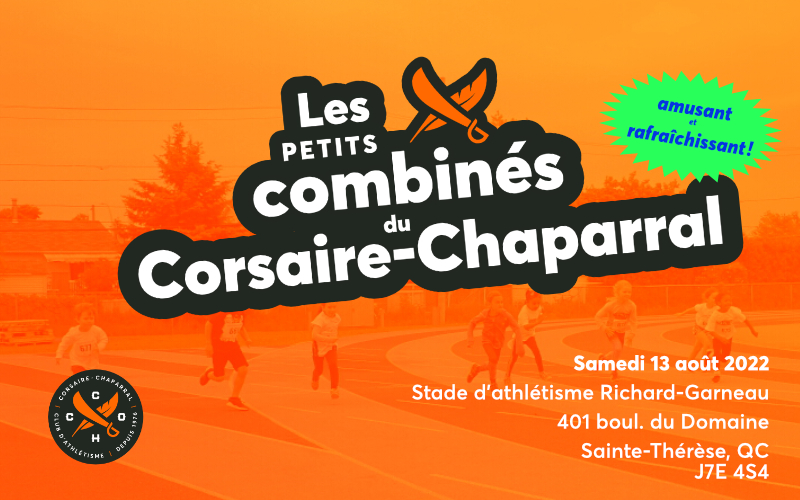 Les
PETITS
combinés
du
Corsaire-Chaparral
amusant
et
rafraîchissant!
Samedi 13 août 2022
Stade d'athlétisme Richard-Garneau
401 boul. du Domaine
Sainte-Thérèse, QC
J7E 4S4
CORSAIRE - CHAPARRAL
C
C O
H
CLUB D'ATHLÉTISME | DEPUIS 1976